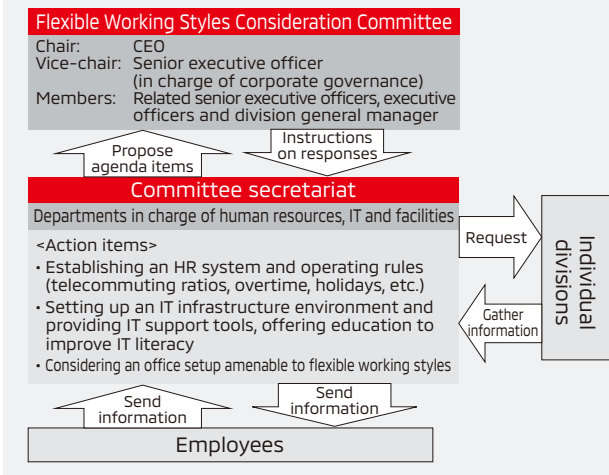 Flexible Working Styles Consideration Committee
Chair: CEO
Vice-chair: Senior executive officer
(in charge of corporate governance)
Members: Related senior executive officers, executive
officers and division general manager
Propose
agenda items
Instructions
on responses
Committee secretariat
Departments in charge of human resources, IT and facilities
<Action items>
・Establishing an HR system and operating rules
(telecommuting ratios, overtime, holidays, etc.)
・Setting up an IT infrastructure environment and
providing IT support tools, offering education to
improve IT literacy
・Considering an office setup amenable to flexible working styles
Request
Gather
information
Individual
divisions
Send
information
Send
information
Employees